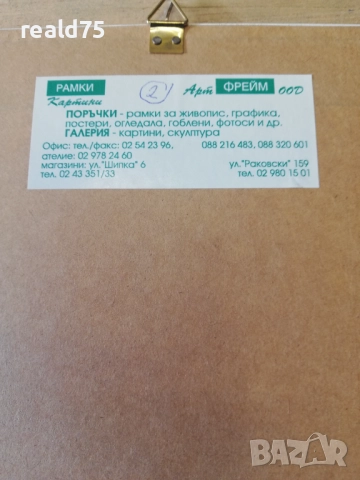 reald75
РАМКИ
Картини
2
Арт ФРЕЙМ ООД
ПОРЪЧКИ - рамки за живопис, графика,
постери, огледала, гоблени, фотоси и др.
ГАЛЕРИЯ - картини, скулптура
Офис: тел./факс: 02 54 23 96, 088 216 483, 088 320 601
ателие: 02 978 24 60
магазини: ул."Шипка" 6 ул."Раковски" 159
тел. 02 43 351/33 тел. 02 980 15 01
BAZAR